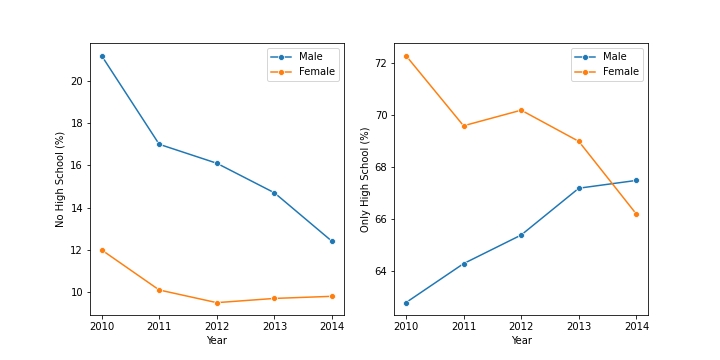 No High School (%)
20
18
16
14
12
10
2010 2011 2012 2013 2014
Year
Male
Female
Only High School (%)
72
70
68
66
64
2010 2011 2012 2013 2014
Year
Male
Female